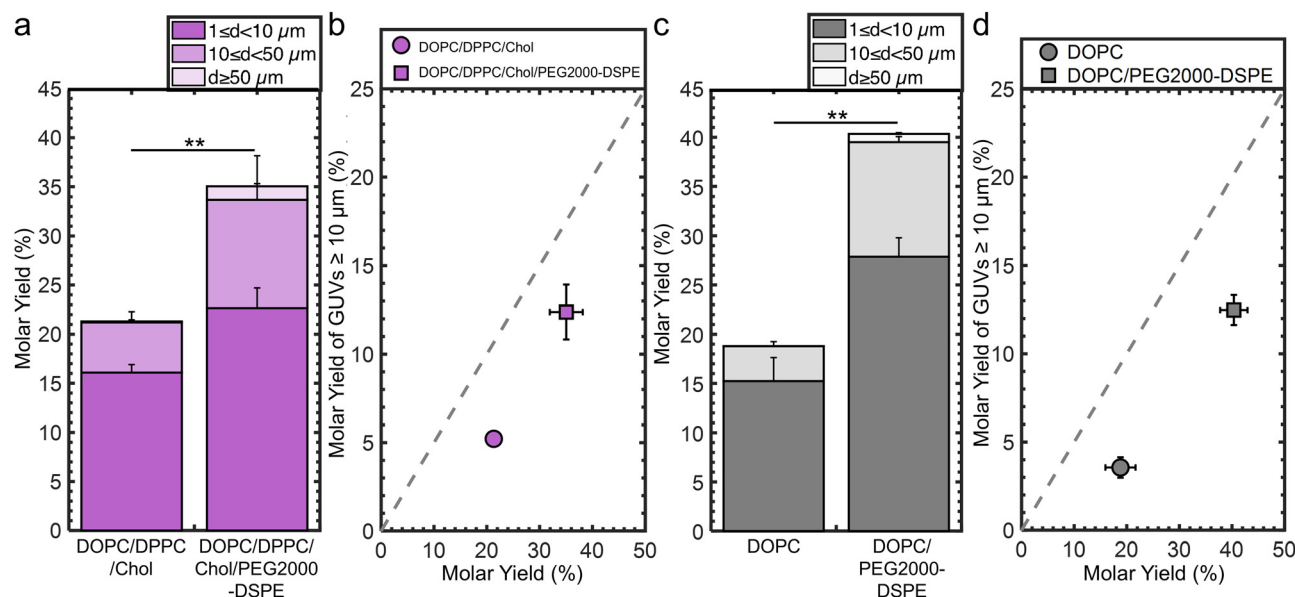 a
1≤d<10 µm
10≤d<50 µm
d≥50 µm
Molar Yield (%)
45
40
35
30
25
20
15
10
5
0
**
DOPC/DPPC
/Chol
DOPC/DPPC/
Chol/PEG2000
-DSPE
b
DOPC/DPPC/Chol
DOPC/DPPC/Chol/PEG2000-DSPE
Molar Yield of GUVs ≥ 10 µm (%)
25
20
15
10
5
0
0 10 20 30 40 50
Molar Yield (%)
c
1≤d<10 µm
10≤d<50 µm
d≥50 µm
Molar Yield (%)
45
40
35
30
25
20
15
10
5
0
**
DOPC
DOPC/
PEG2000-
DSPE
d
DOPC
DOPC/PEG2000-DSPE
Molar Yield of GUVs ≥ 10 µm (%)
25
20
15
10
5
0
0 10 20 30 40 50
Molar Yield (%)